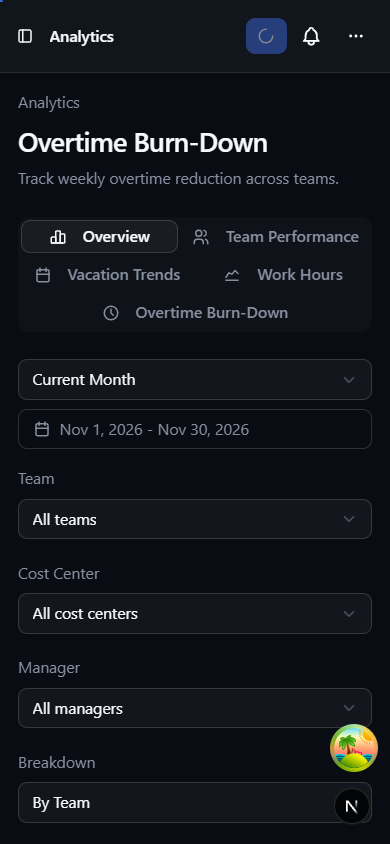 Analytics
Analytics
Overtime Burn-Down
Track weekly overtime reduction across teams.
Overview
Team Performance
Vacation Trends
Work Hours
Overtime Burn-Down
Current Month
Nov 1, 2026 - Nov 30, 2026
Team
All teams
Cost Center
All cost centers
Manager
All managers
Breakdown
By Team
N